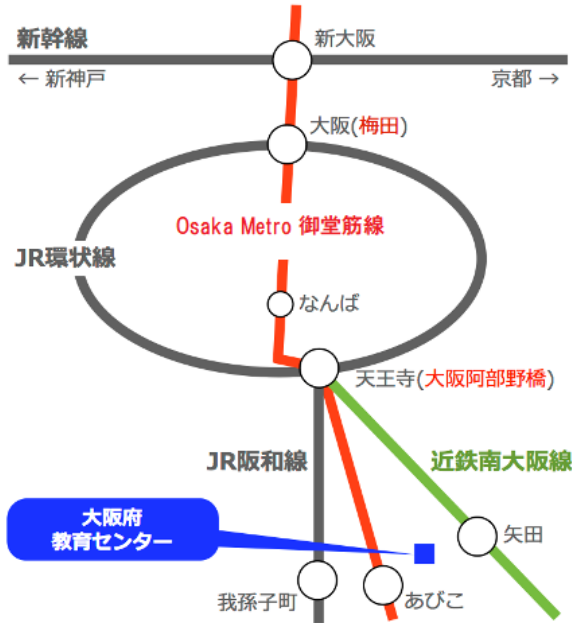 新幹線
新大阪
← 新神戸
京都 →
大阪(梅田)
Osaka Metro 御堂筋線
JR環状線
なんば
天王寺(大阪阿部野橋)
JR阪和線
近鉄南大阪線
大阪府
教育センター
矢田
我孫子町
あびこ